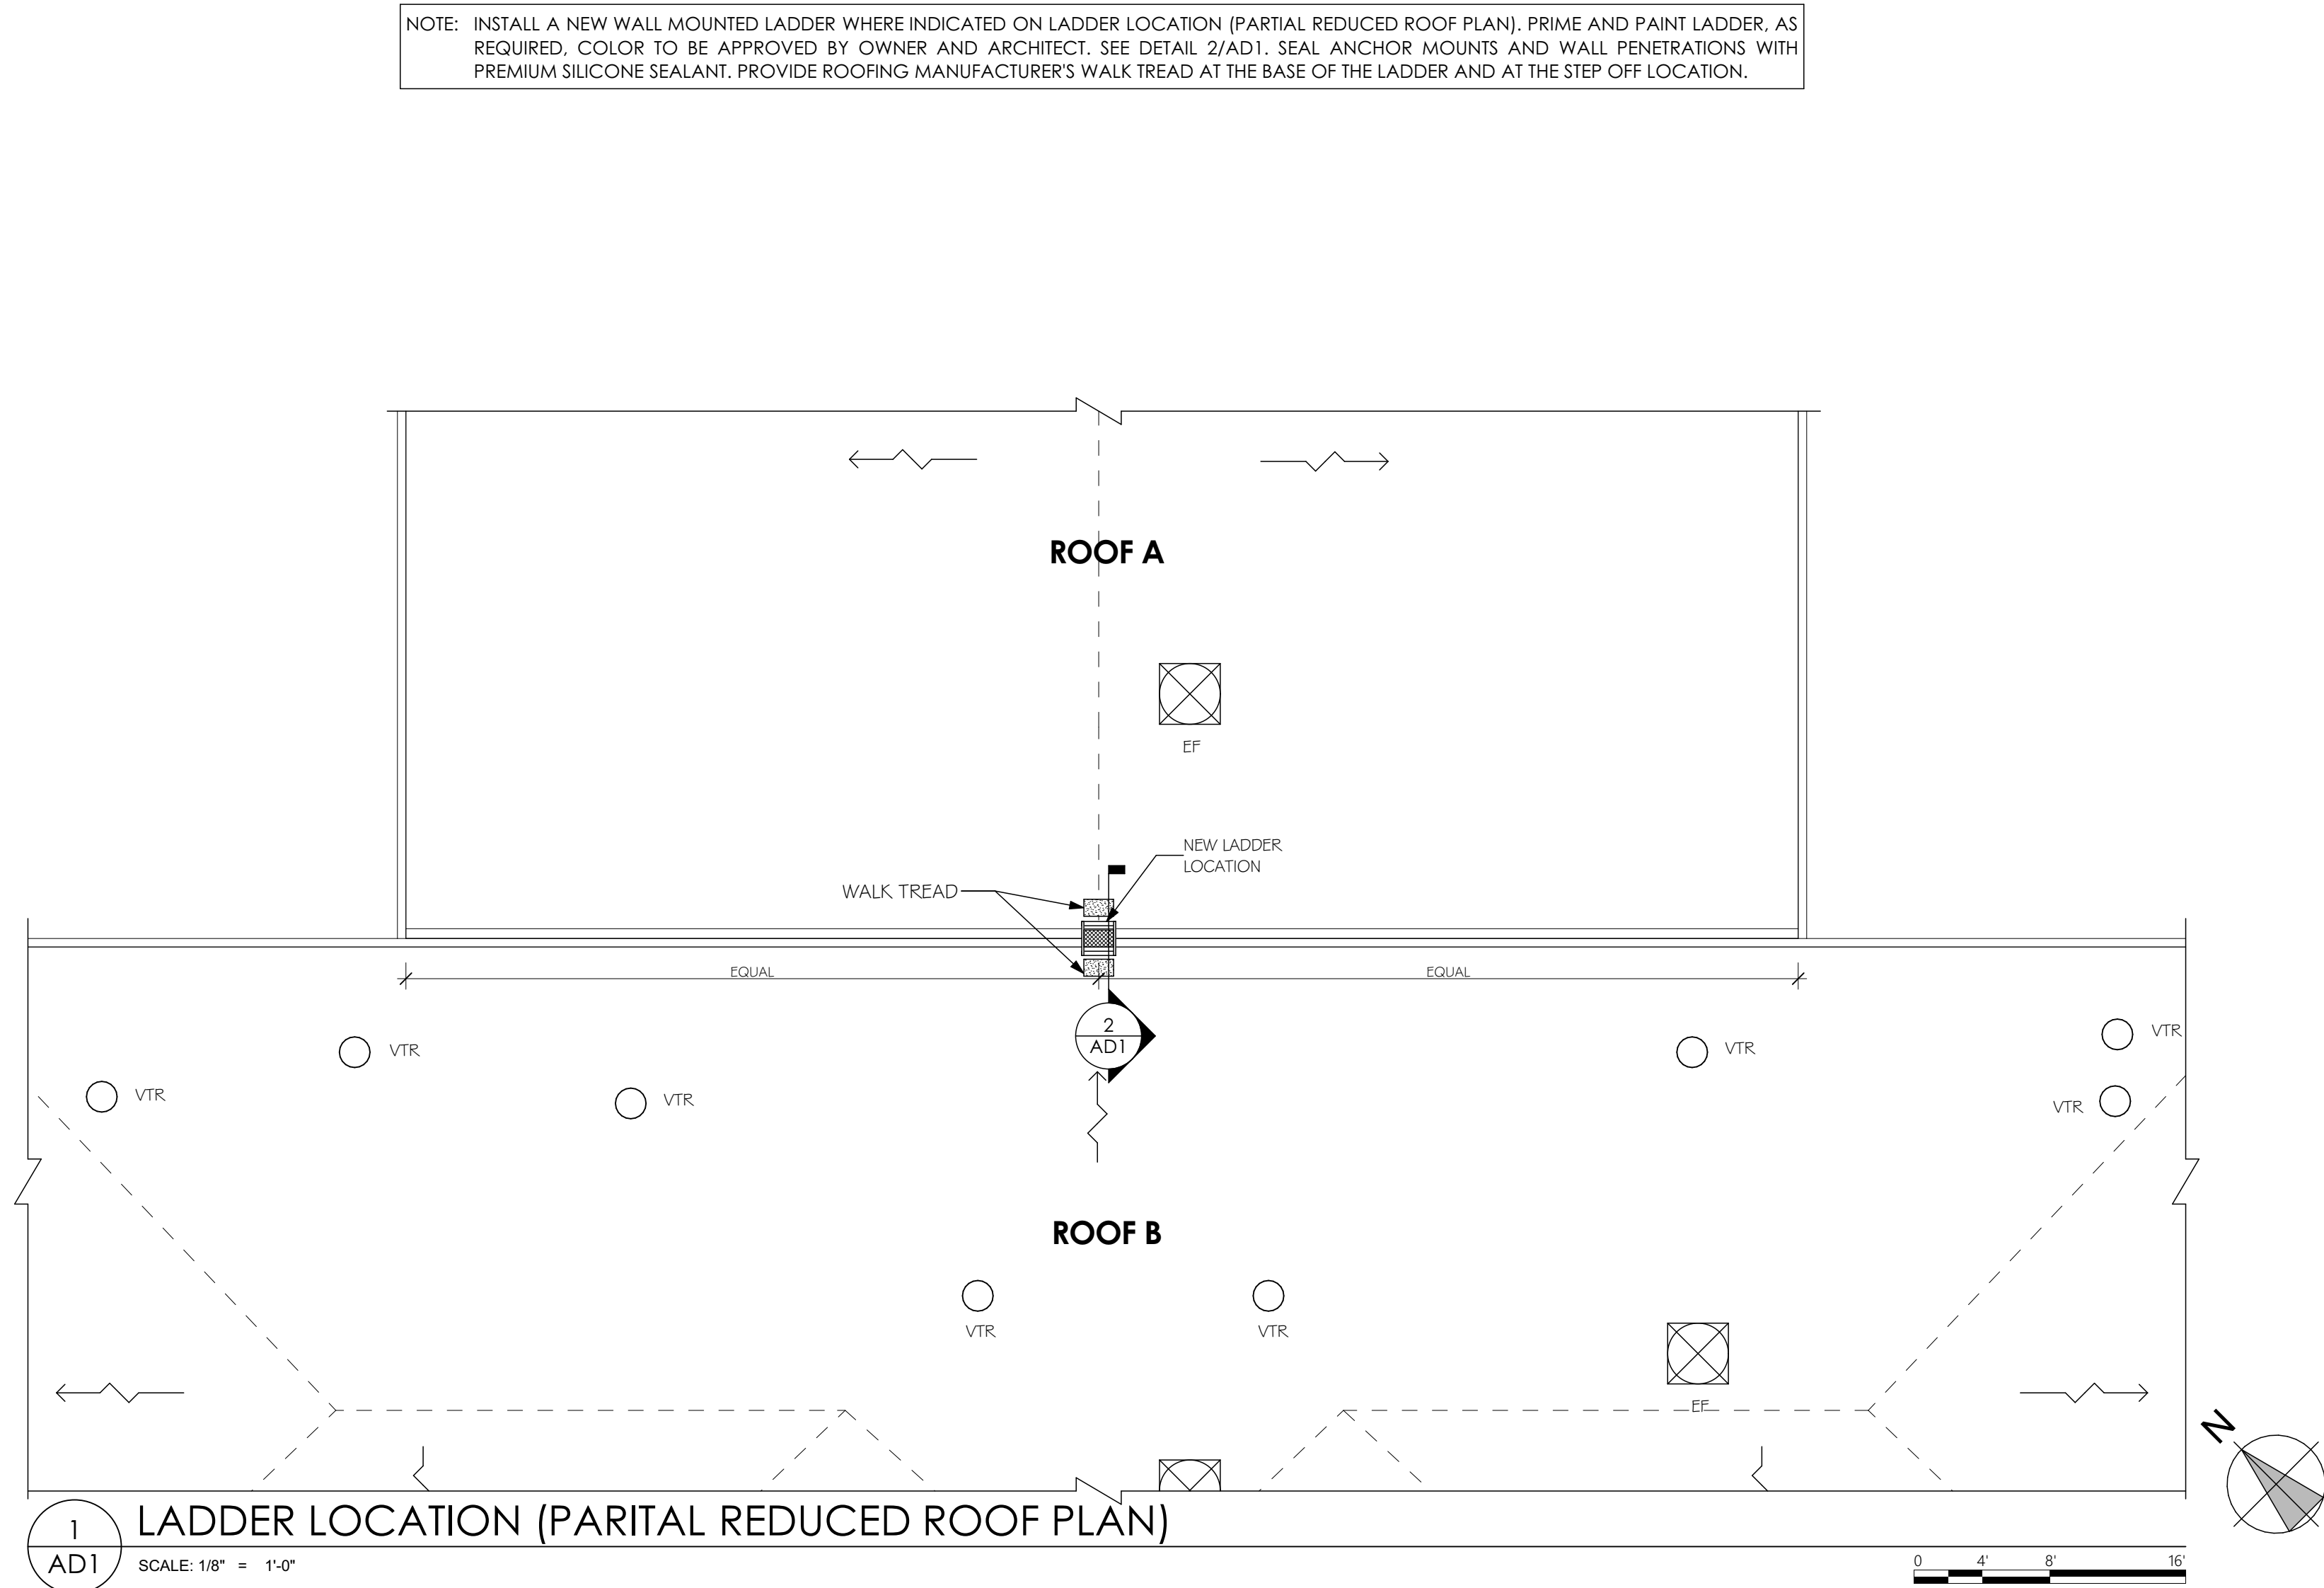 NOTE: INSTALL A NEW WALL MOUNTED LADDER WHERE INDICATED ON LADDER LOCATION (PARTIAL REDUCED ROOF PLAN). PRIME AND PAINT LADDER, AS
REQUIRED, COLOR TO BE APPROVED BY OWNER AND ARCHITECT. SEE DETAIL 2/AD1. SEAL ANCHOR MOUNTS AND WALL PENETRATIONS WITH
PREMIUM SILICONE SEALANT. PROVIDE ROOFING MANUFACTURER'S WALK TREAD AT THE BASE OF THE LADDER AND AT THE STEP OFF LOCATION.
ROOF A
EF
NEW LADDER
LOCATION
WALK TREAD
EQUAL
EQUAL
2
AD1
VTR
VTR
VTR
VTR
VTR
VTR
VTR
ROOF B
VTR
VTR
EF
N
1
AD1
LADDER LOCATION (PARITAL REDUCED ROOF PLAN)
SCALE: 1/8" = 1'-0"
0 4' 8' 16'